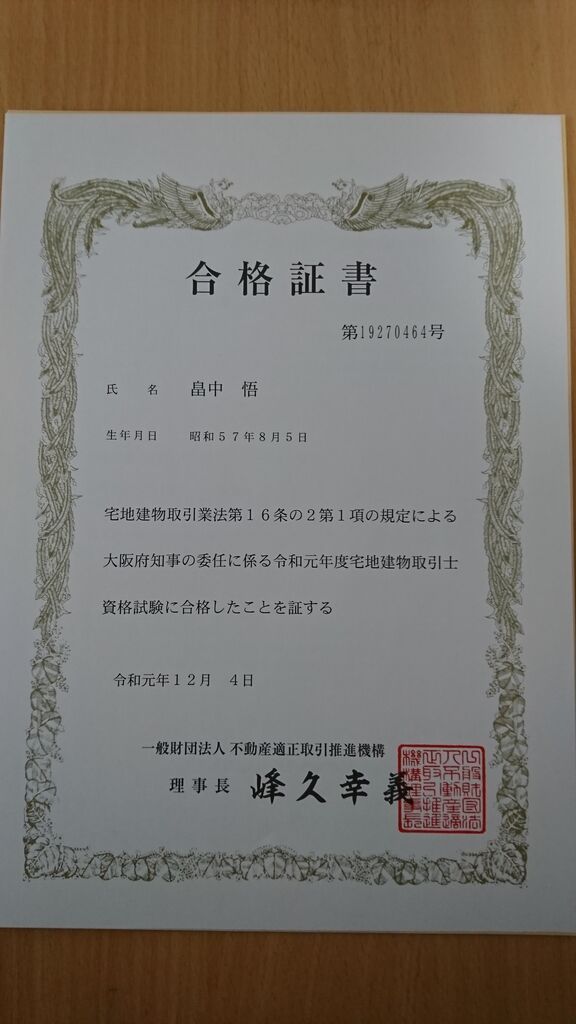 合格証書
第19270464号
氏 名 畠中 悟
生年月日 昭和57年8月5日
宅地建物取引業法第16条の2第1項の規定による
大阪府知事の委任に係る令和元年度宅地建物取引士
資格試験に合格したことを証する
令和元年12月 4日
一般財団法人 不動産適正取引推進機構
理事長 峰久幸義